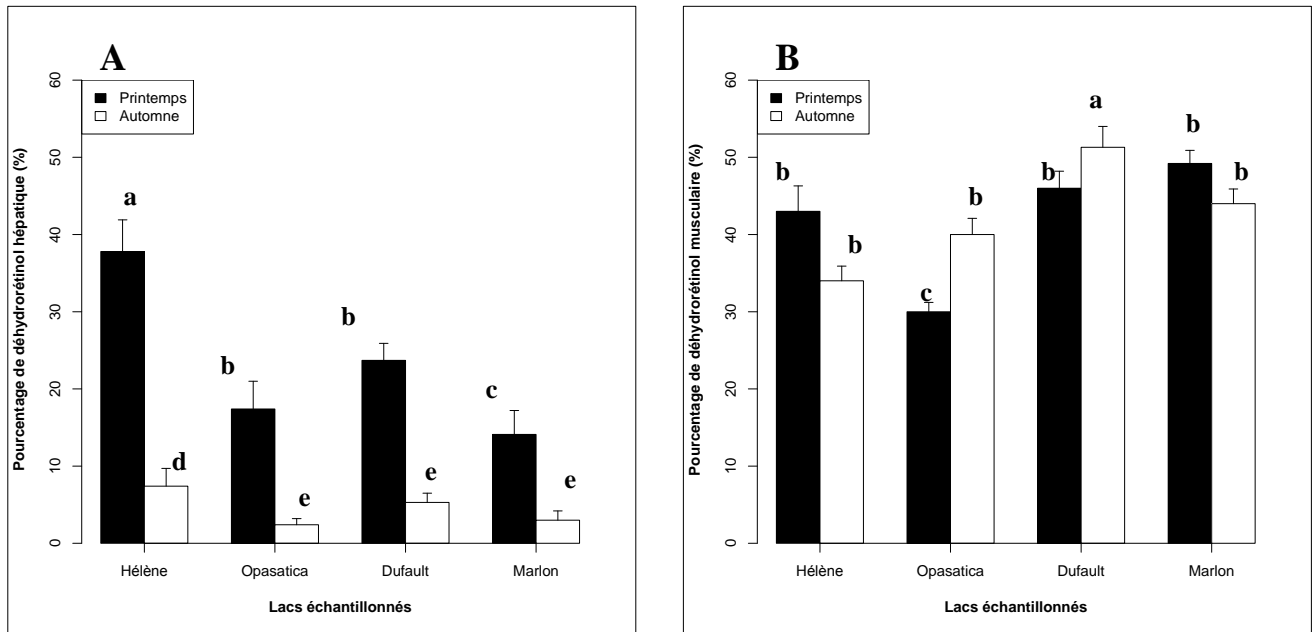 A
Printemps
Automne
Pourcentage de déhydrorétinol hépatique (%)
60
50
40
30
20
10
0
a
d
b
e
b
e
c
e
Hélène
Opasatica
Dufault
Marlon
Lacs échantillonnés
B
Printemps
Automne
Pourcentage de déhydrorétinol musculaire (%)
60
50
40
30
20
10
0
b
b
c
b
b
a
b
b
Hélène
Opasatica
Dufault
Marlon
Lacs échantillonnés